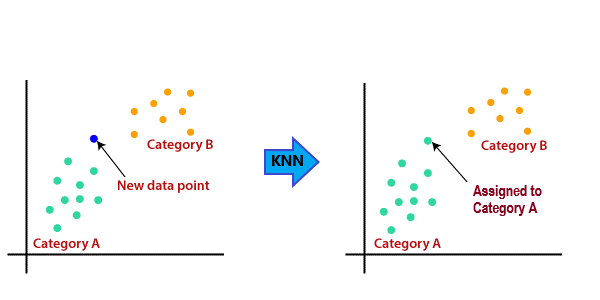 Category B
New data point
Category A
KNN
Category B
Assigned to
Category A
Category A